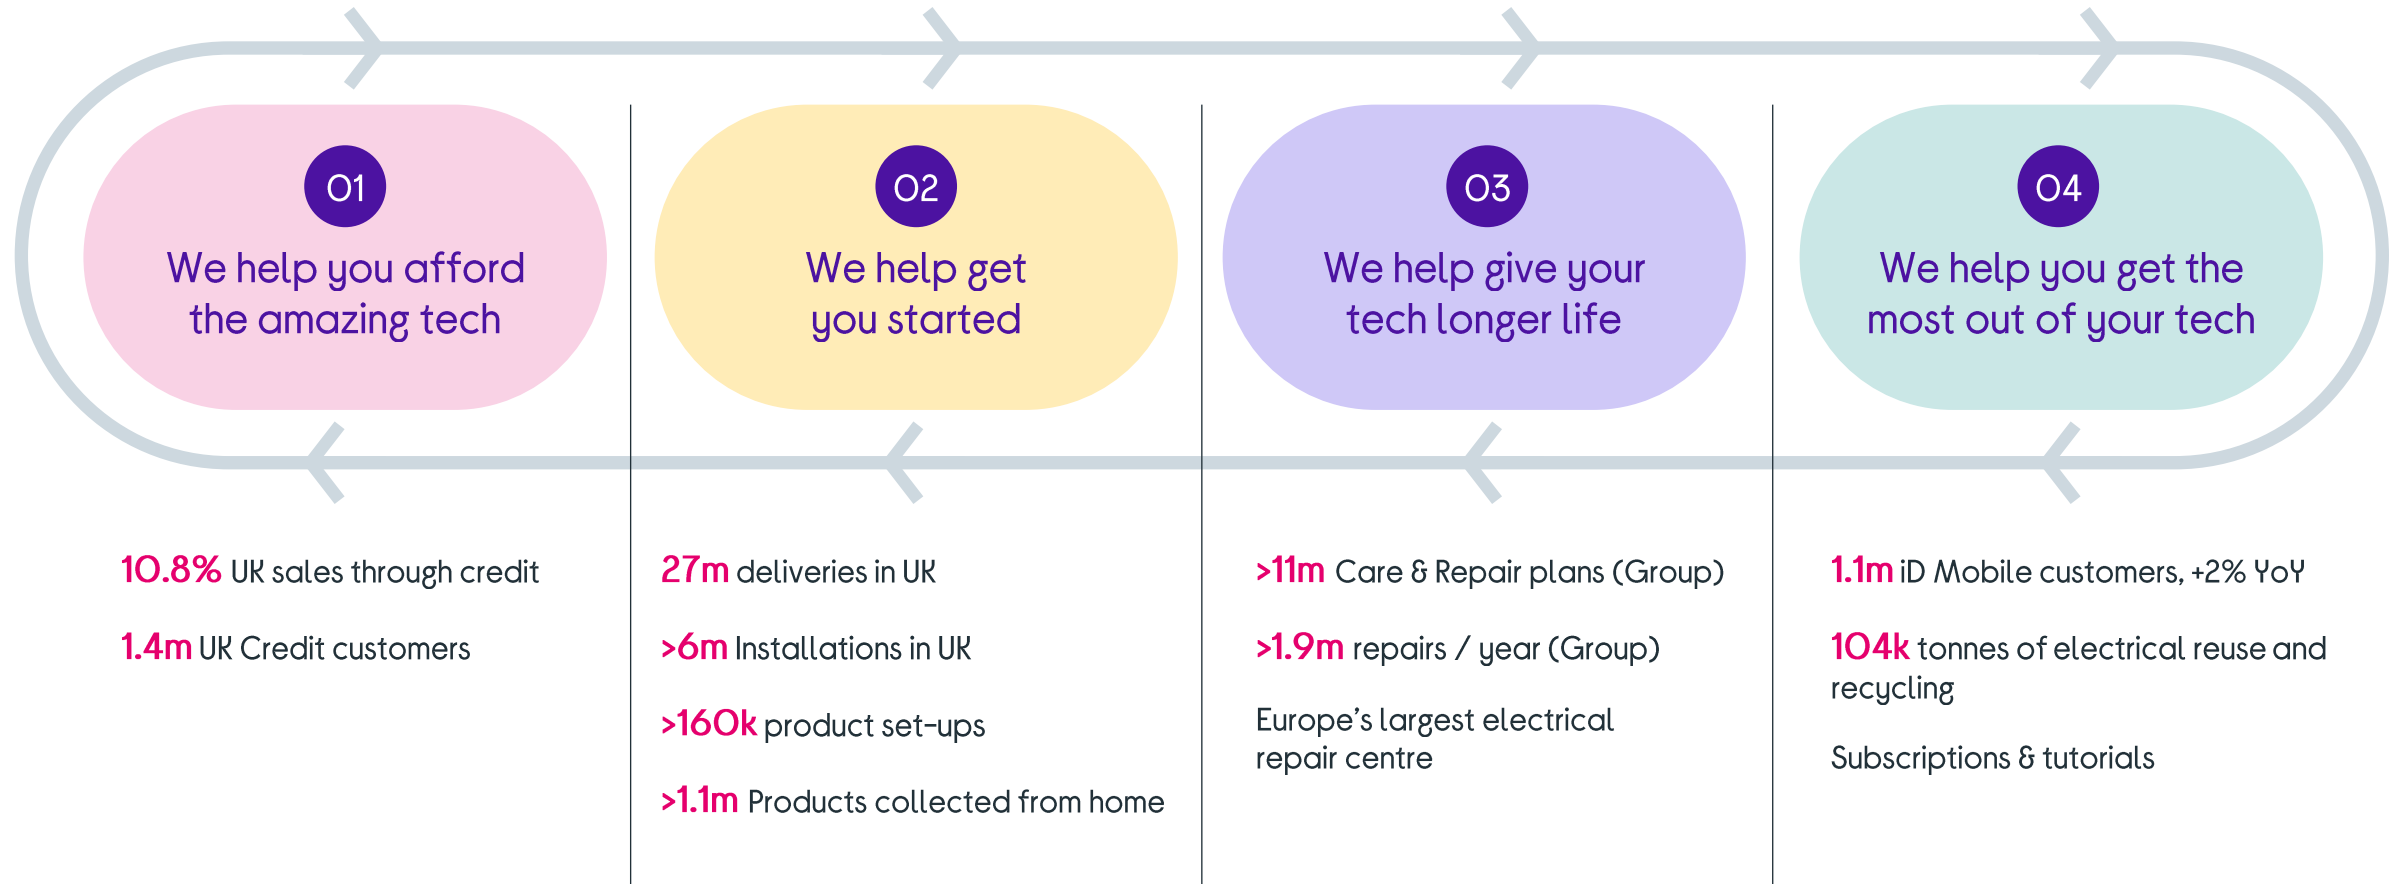 01
We help you afford
the amazing tech
10.8% UK sales through credit
1.4m UK Credit customers
02
We help get
you started
27m deliveries in UK
>6m Installations in UK
>160k product set-ups
>1.1m Products collected from home
03
We help give your
tech longer life
>11m Care & Repair plans (Group)
>1.9m repairs / year (Group)
Europe’s largest electrical
repair centre
04
We help you get the
most out of your tech
1.1m iD Mobile customers, +2% YoY
104k tonnes of electrical reuse and
recycling
Subscriptions & tutorials